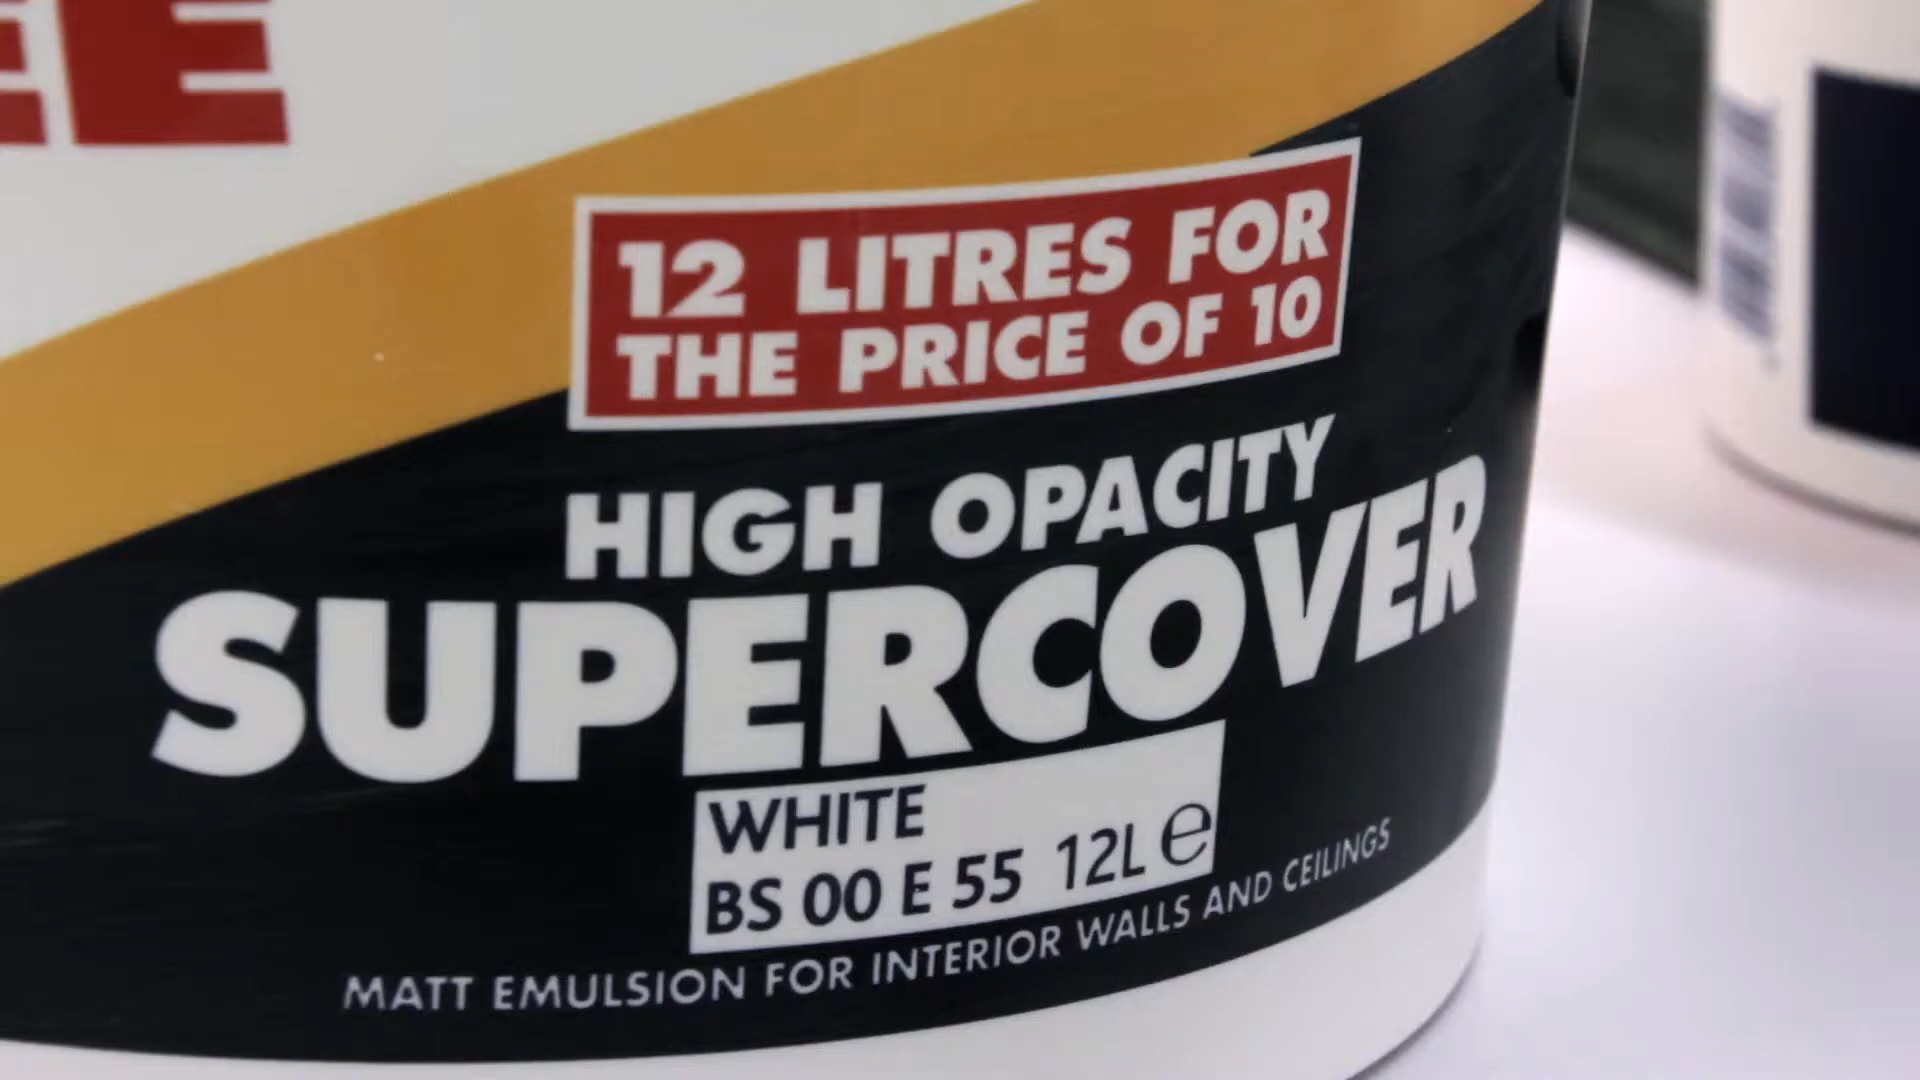 12 LITRES FOR
THE PRICE OF 10
HIGH OPACITY
SUPERCOVER
WHITE
BS 00 E 55 12L e
MATT EMULSION FOR INTERIOR WALLS AND CEILINGS